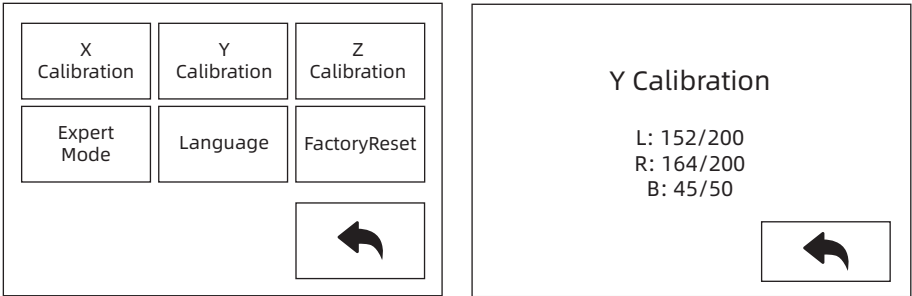 X
Calibration
Y
Calibration
Z
Calibration
Expert
Mode
Language
FactoryReset
Y Calibration
L: 152/200
R: 164/200
B: 45/50